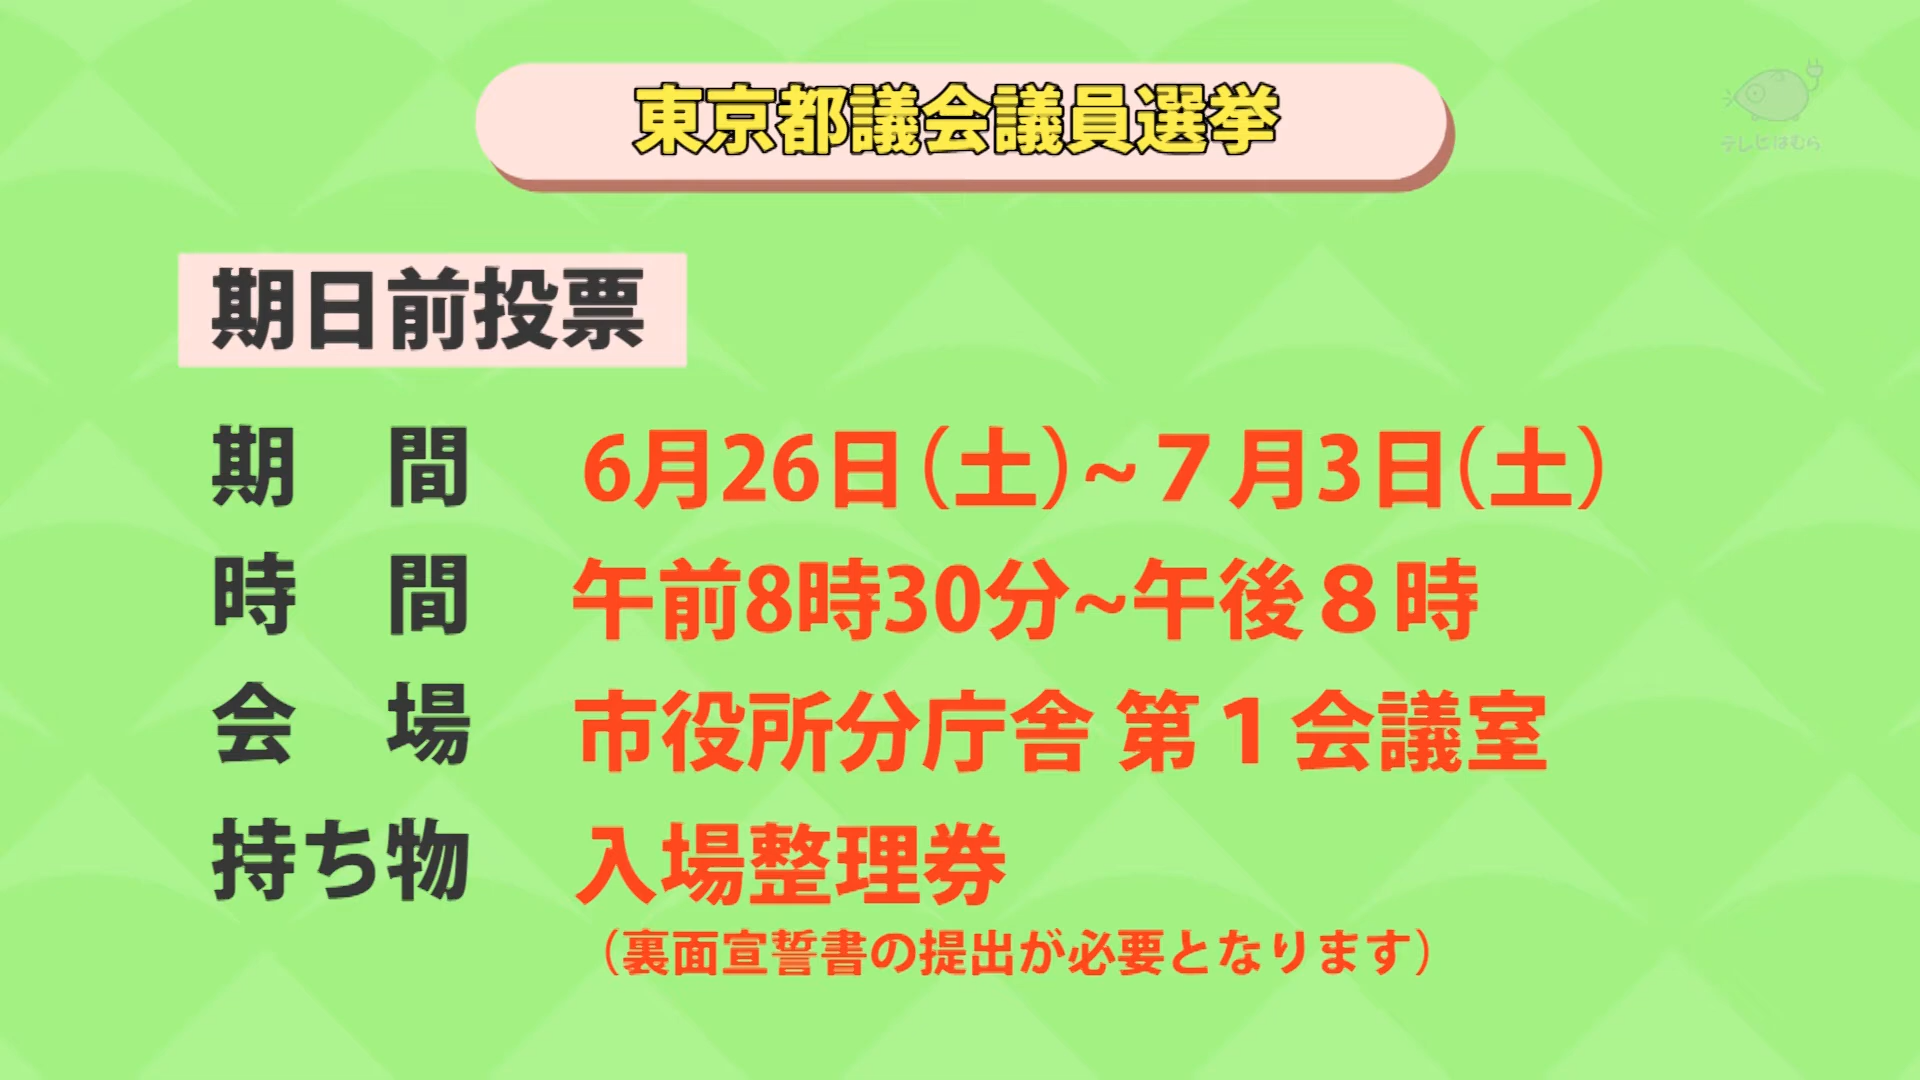 東京都議会議員選挙
テレビはむら
期日前投票
期　間　6月26日（土）~７月3日（土）
時　間　午前8時30分~午後８時
会　場　市役所分庁舎 第１会議室
持ち物　入場整理券
（裏面宣誓書の提出が必要となります）